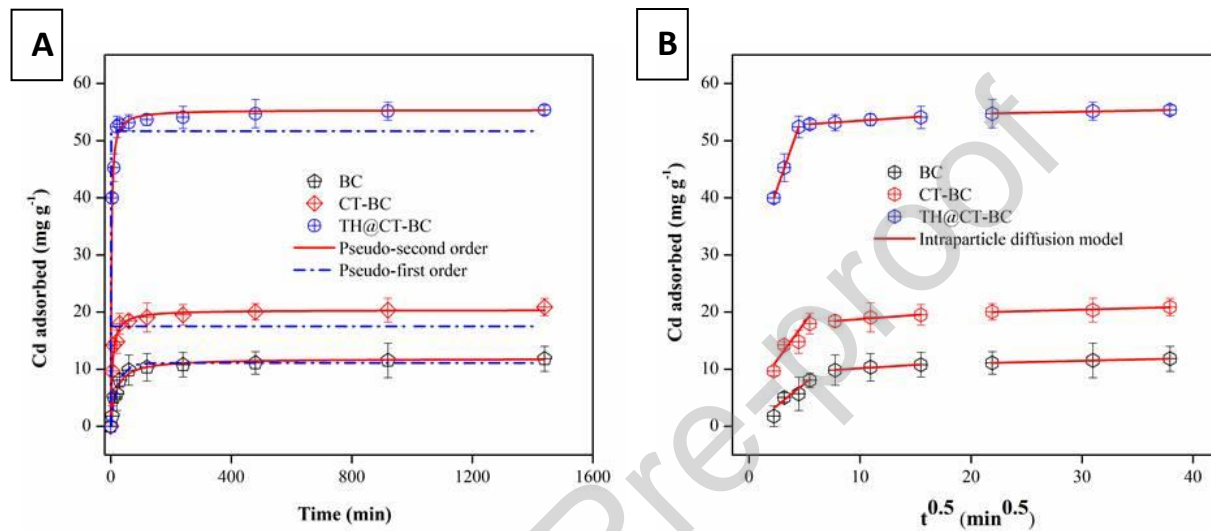 A
Cd adsorbed (mg g⁻¹)
60
50
40
30
20
10
0
BC
CT-BC
TH@CT-BC
Pseudo-second order
Pseudo-first order
0
400
800
1200
1600
Time (min)
B
Cd adsorbed (mg g⁻¹)
60
50
40
30
20
10
0
BC
CT-BC
TH@CT-BC
Intraparticle diffusion model
0
10
20
30
40
t⁰·⁵ (min⁰·⁵)
Pre-proof